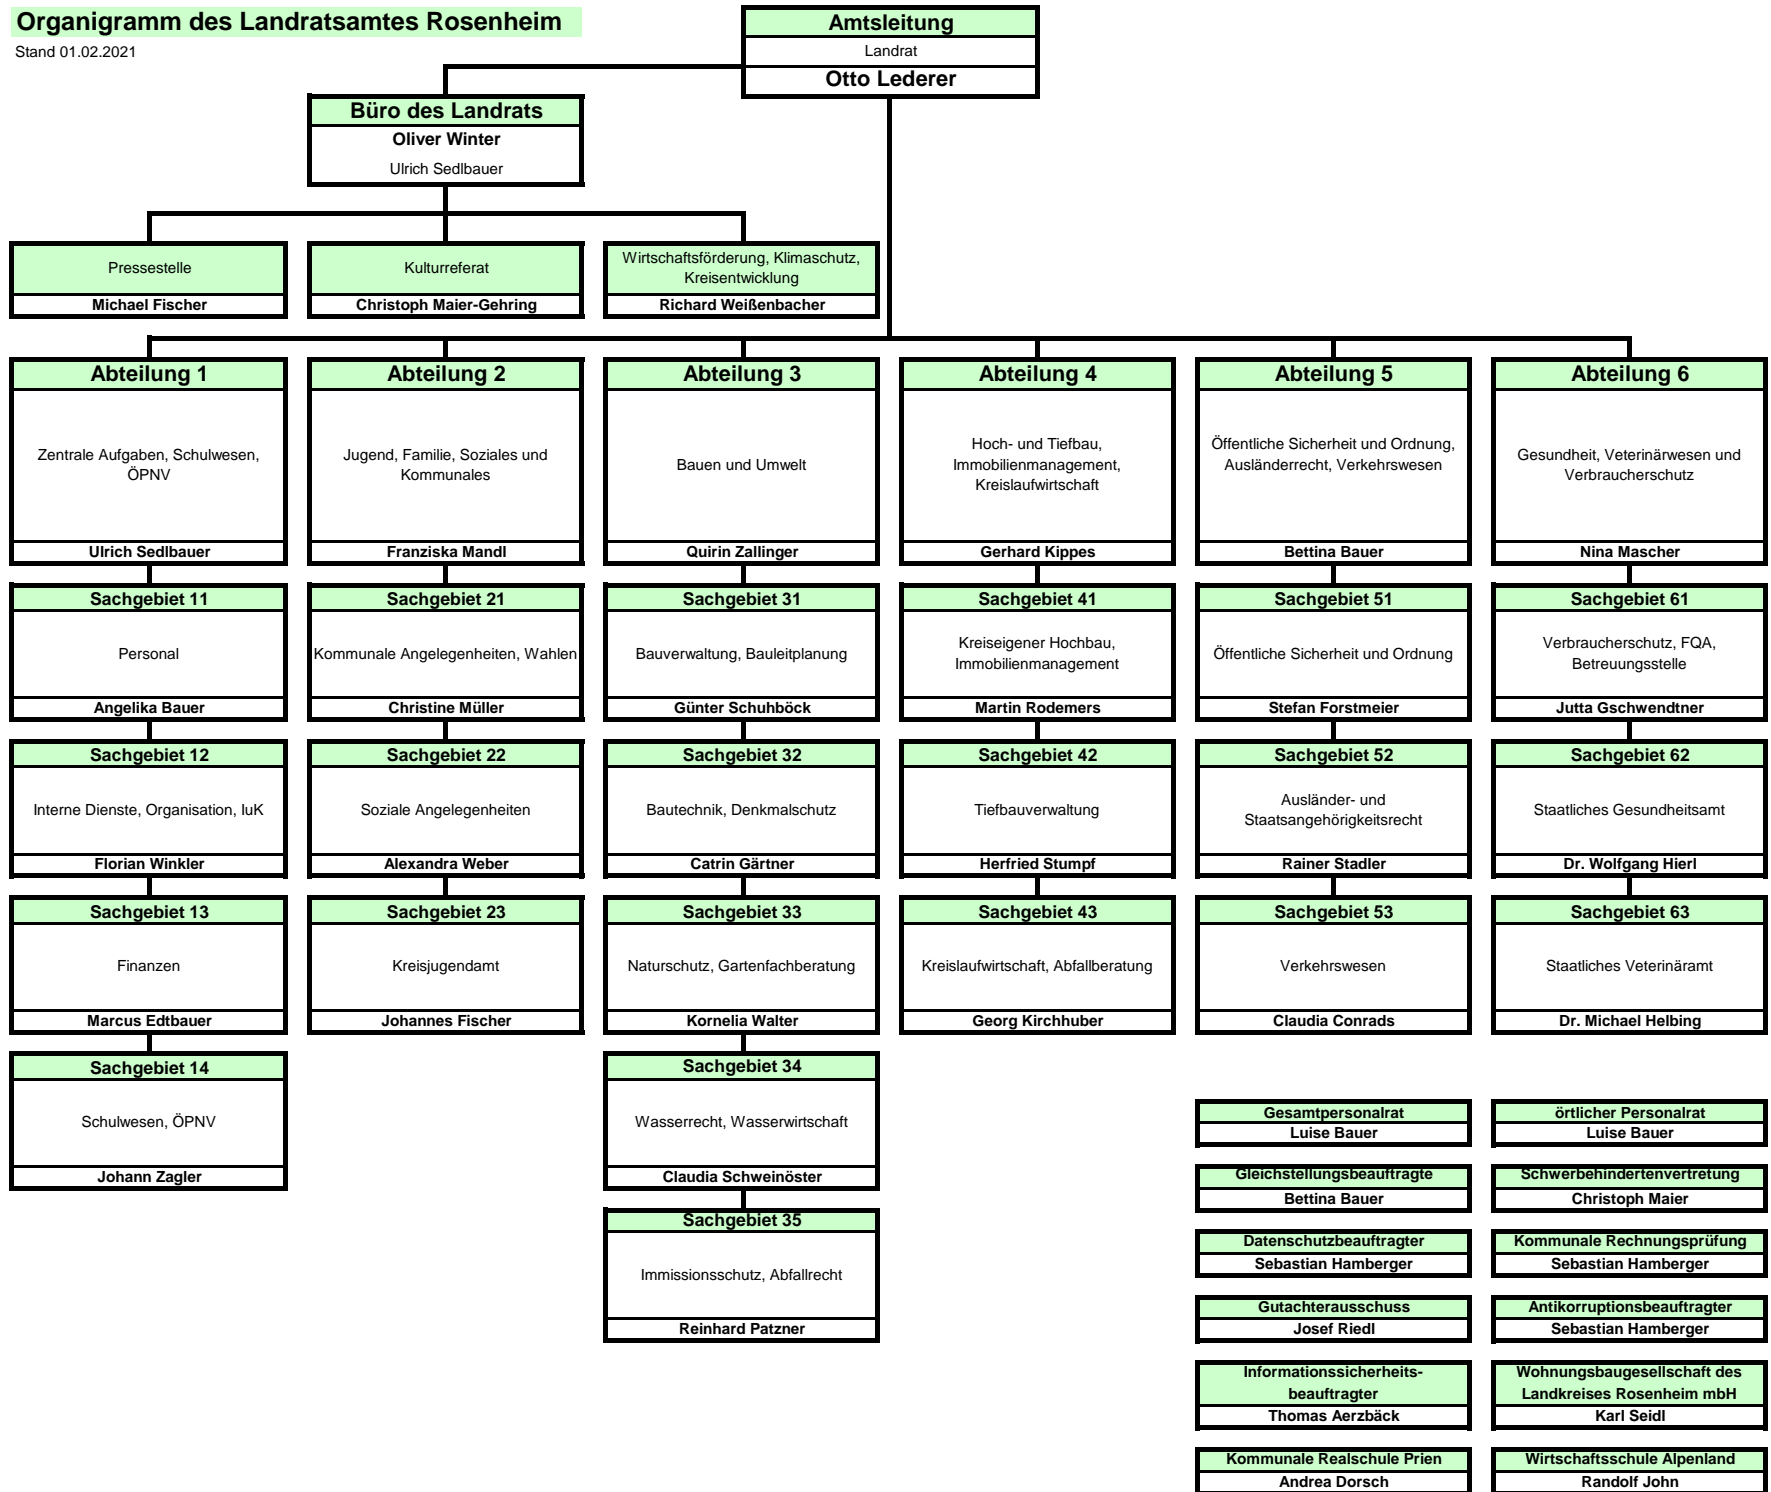 Organigramm des Landratsamtes Rosenheim
Stand 01.02.2021
Amtsleitung
Landrat
Otto Lederer
Büro des Landrats
Oliver Winter
Ulrich Sedlbauer
Pressestelle
Michael Fischer
Kulturreferat
Christoph Maier-Gehring
Wirtschaftsförderung, Klimaschutz,
Kreisentwicklung
Richard Weißenbacher
Abteilung 1
Zentrale Aufgaben, Schulwesen,
ÖPNV
Ulrich Sedlbauer
Sachgebiet 11
Personal
Angelika Bauer
Sachgebiet 12
Interne Dienste, Organisation, IuK
Florian Winkler
Sachgebiet 13
Finanzen
Marcus Edtbauer
Sachgebiet 14
Schulwesen, ÖPNV
Johann Zagler
Abteilung 2
Jugend, Familie, Soziales und
Kommunales
Franziska Mandl
Sachgebiet 21
Kommunale Angelegenheiten, Wahlen
Christine Müller
Sachgebiet 22
Soziale Angelegenheiten
Alexandra Weber
Sachgebiet 23
Kreisjugendamt
Johannes Fischer
Abteilung 3
Bauen und Umwelt
Quirin Zallinger
Sachgebiet 31
Bauverwaltung, Bauleitplanung
Günter Schuhböck
Sachgebiet 32
Bautechnik, Denkmalschutz
Catrin Gärtner
Sachgebiet 33
Naturschutz, Gartenfachberatung
Kornelia Walter
Sachgebiet 34
Wasserrecht, Wasserwirtschaft
Claudia Schweinöster
Sachgebiet 35
Immissionsschutz, Abfallrecht
Reinhard Patzner
Abteilung 4
Hoch- und Tiefbau,
Immobilienmanagement,
Kreislaufwirtschaft
Gerhard Kippes
Sachgebiet 41
Kreiseigener Hochbau,
Immobilienmanagement
Martin Rodemers
Sachgebiet 42
Tiefbauverwaltung
Herfried Stumpf
Sachgebiet 43
Kreislaufwirtschaft, Abfallberatung
Georg Kirchhuber
Abteilung 5
Öffentliche Sicherheit und Ordnung,
Ausländerrecht, Verkehrswesen
Bettina Bauer
Sachgebiet 51
Öffentliche Sicherheit und Ordnung
Stefan Forstmeier
Sachgebiet 52
Ausländer- und
Staatsangehörigkeitsrecht
Rainer Stadler
Sachgebiet 53
Verkehrswesen
Claudia Conrads
Abteilung 6
Gesundheit, Veterinärwesen und
Verbraucherschutz
Nina Mascher
Sachgebiet 61
Verbraucherschutz, FQA,
Betreuungsstelle
Jutta Gschwendtner
Sachgebiet 62
Staatliches Gesundheitsamt
Dr. Wolfgang Hierl
Sachgebiet 63
Staatliches Veterinäramt
Dr. Michael Helbing
Gesamtpersonalrat
Luise Bauer
örtlicher Personalrat
Luise Bauer
Gleichstellungsbeauftragte
Bettina Bauer
Schwerbehindertenvertretung
Christoph Maier
Datenschutzbeauftragter
Sebastian Hamberger
Kommunale Rechnungsprüfung
Sebastian Hamberger
Gutachterausschuss
Josef Riedl
Antikorruptionsbeauftragter
Sebastian Hamberger
Informationssicherheits-
beauftragter
Thomas Aerzbäck
Wohnungsbaugesellschaft des
Landkreises Rosenheim mbH
Karl Seidl
Kommunale Realschule Prien
Andrea Dorsch
Wirtschaftsschule Alpenland
Randolf John